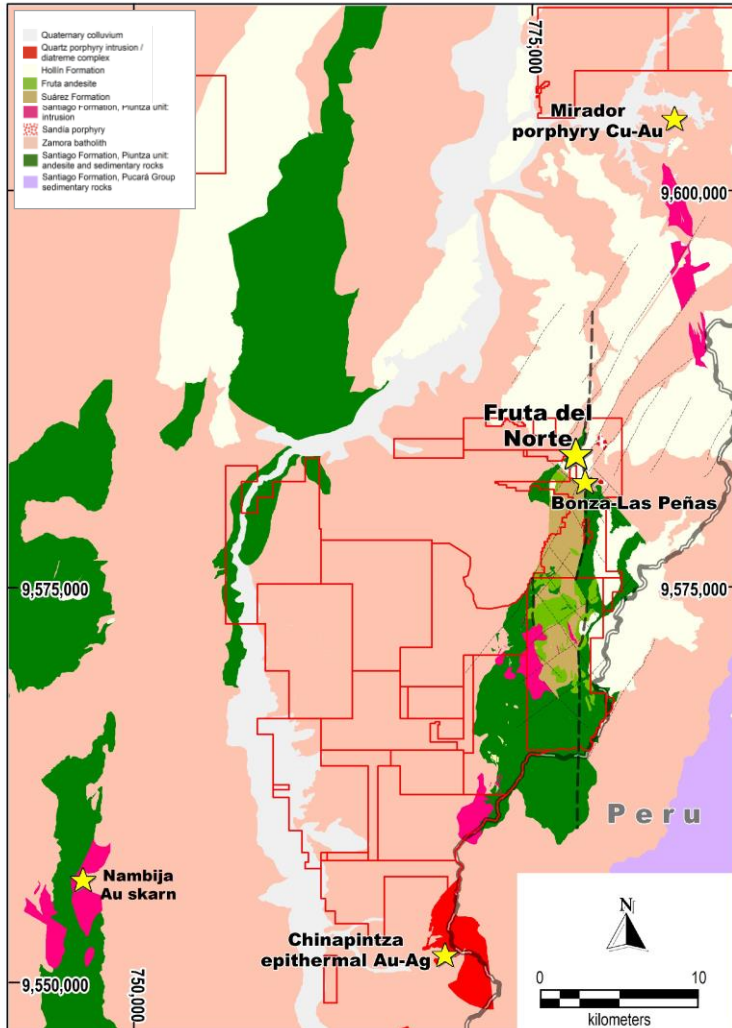 Quaternary colluvium
Quartz porphyry intrusion /
diatreme complex
Hollín Formation
Fruta andesite
Suárez Formation
Santiago Formation, Piuntza unit:
intrusion
Sandía porphyry
Zamora batholith
Santiago Formation, Piuntza unit:
andesite and sedimentary rocks
Santiago Formation, Pucará Group
sedimentary rocks
775,000
Mirador
porphyry Cu-Au
9,600,000
Fruta del
Norte
Bonza-Las Peñas
9,575,000
9,575,000
Peru
Nambija
Au skarn
Chinapintza
epithermal Au-Ag
9,550,000
750,000
N
0
10
kilometers